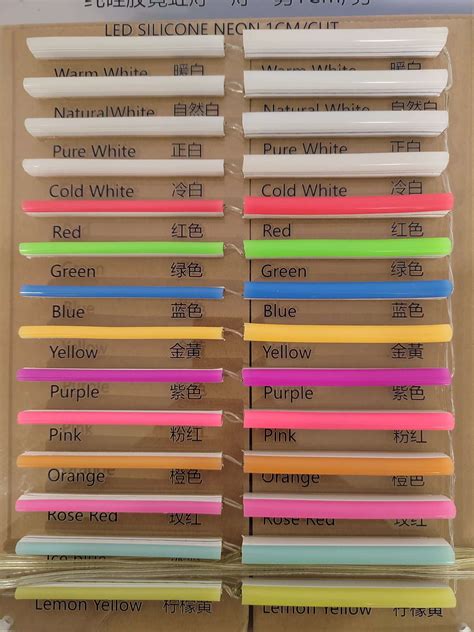 LED SILICONE NEON 1CM/CUT
Warm White 暖白 Warm White 暖白
NaturalWhite 自然白 Natural White 自然白
Pure White 正白 Pure White 正白
Cold White 冷白 Cold White 冷白
Red 红色 Red 红色
Green 绿色 Green 绿色
Blue 蓝色 Blue 蓝色
Yellow 金黄 Yellow 金黄
Purple 紫色 Purple 紫色
Pink 粉红 Pink 粉红
Orange 橙色 Orange 橙色
Rose Red 玫红 Rose Red 玫红
Ice Blue
Lemon Yellow 柠檬黄 Lemon Yellow 柠檬黄